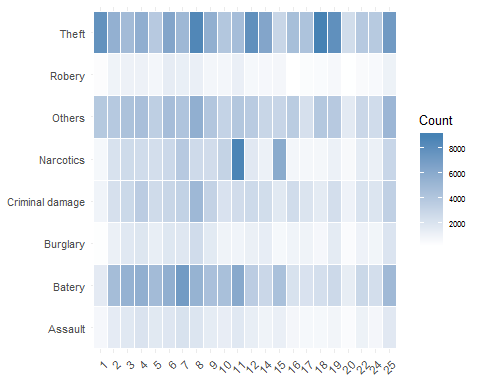 Theft
Robery
Others
Narcotics
Criminal damage
Burglary
Batery
Assault
Count
8000
6000
4000
2000
1 2 3 4 5 6 7 8 9 10 11 12 14 15 16 17 18 19 20 22 24 25